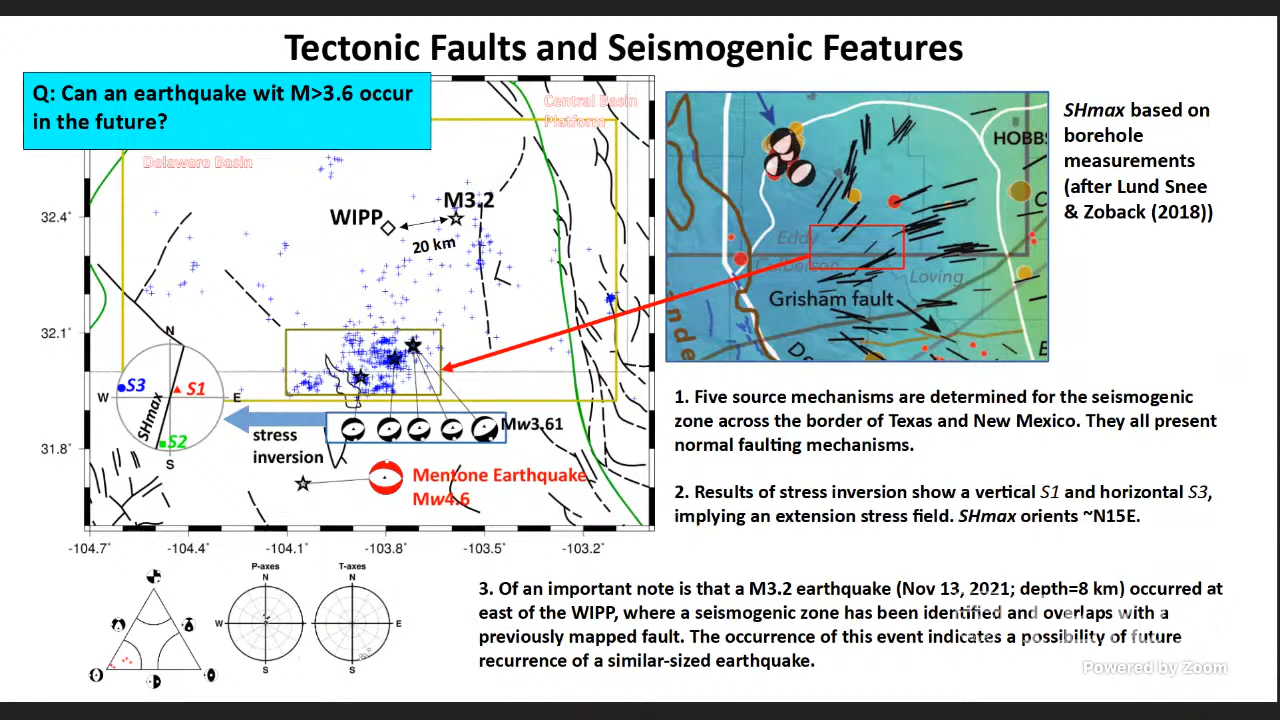 Tectonic Faults and Seismogenic Features
Q: Can an earthquake wit M>3.6 occur
in the future?
Central Basin
Platform
Delaware Basin
M3.2
WIPP
20 km
32.4°
32.1°
31.8°
N
S3
S1
W
E
SHmax
S2
S
stress
inversion
Mw3.61
Mentone Earthquake
Mw4.6
-104.7°
-104.4°
-104.1°
-103.8°
-103.5°
-103.2°
P-axes
T-axes
N
N
W
E
S
S
HOBBS
Eddy
Culberson
Loving
Grisham fault
SHmax based on
borehole
measurements
(after Lund Snee
& Zoback (2018))
1. Five source mechanisms are determined for the seismogenic
zone across the border of Texas and New Mexico. They all present
normal faulting mechanisms.
2. Results of stress inversion show a vertical S1 and horizontal S3,
implying an extension stress field. SHmax orients ~N15E.
3. Of an important note is that a M3.2 earthquake (Nov 13, 2021; depth=8 km) occurred at
east of the WIPP, where a seismogenic zone has been identified and overlaps with a
previously mapped fault. The occurrence of this event indicates a possibility of future
recurrence of a similar-sized earthquake.
Powered by Zoom